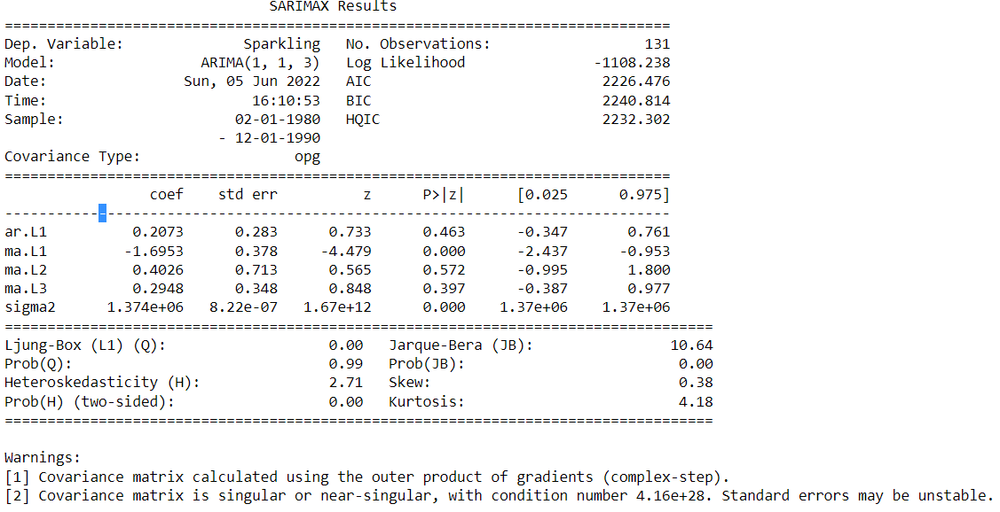 SARIMAX Results
==============================================================================
Dep. Variable:              Sparkling   No. Observations:                  131
Model:                 ARIMA(1, 1, 3)   Log Likelihood               -1108.238
Date:                Sun, 05 Jun 2022   AIC                           2226.476
Time:                        16:10:53   BIC                           2240.814
Sample:                    02-01-1980   HQIC                          2232.302
                         - 12-01-1990
Covariance Type:                  opg
==============================================================================
                 coef    std err          z      P>|z|      [0.025      0.975]
------------------------------------------------------------------------------
ar.L1          0.2073      0.283      0.733      0.463      -0.347       0.761
ma.L1         -1.6953      0.378     -4.479      0.000      -2.437      -0.953
ma.L2          0.4026      0.713      0.565      0.572      -0.995       1.800
ma.L3          0.2948      0.348      0.848      0.397      -0.387       0.977
sigma2      1.374e+06   8.22e-07   1.67e+12      0.000    1.37e+06    1.37e+06
===================================================================================
Ljung-Box (L1) (Q):                   0.00   Jarque-Bera (JB):                10.64
Prob(Q):                              0.99   Prob(JB):                         0.00
Heteroskedasticity (H):               2.71   Skew:                             0.38
Prob(H) (two-sided):                  0.00   Kurtosis:                         4.18
===================================================================================

Warnings:
[1] Covariance matrix calculated using the outer product of gradients (complex-step).
[2] Covariance matrix is singular or near-singular, with condition number 4.16e+28. Standard errors may be unstable.